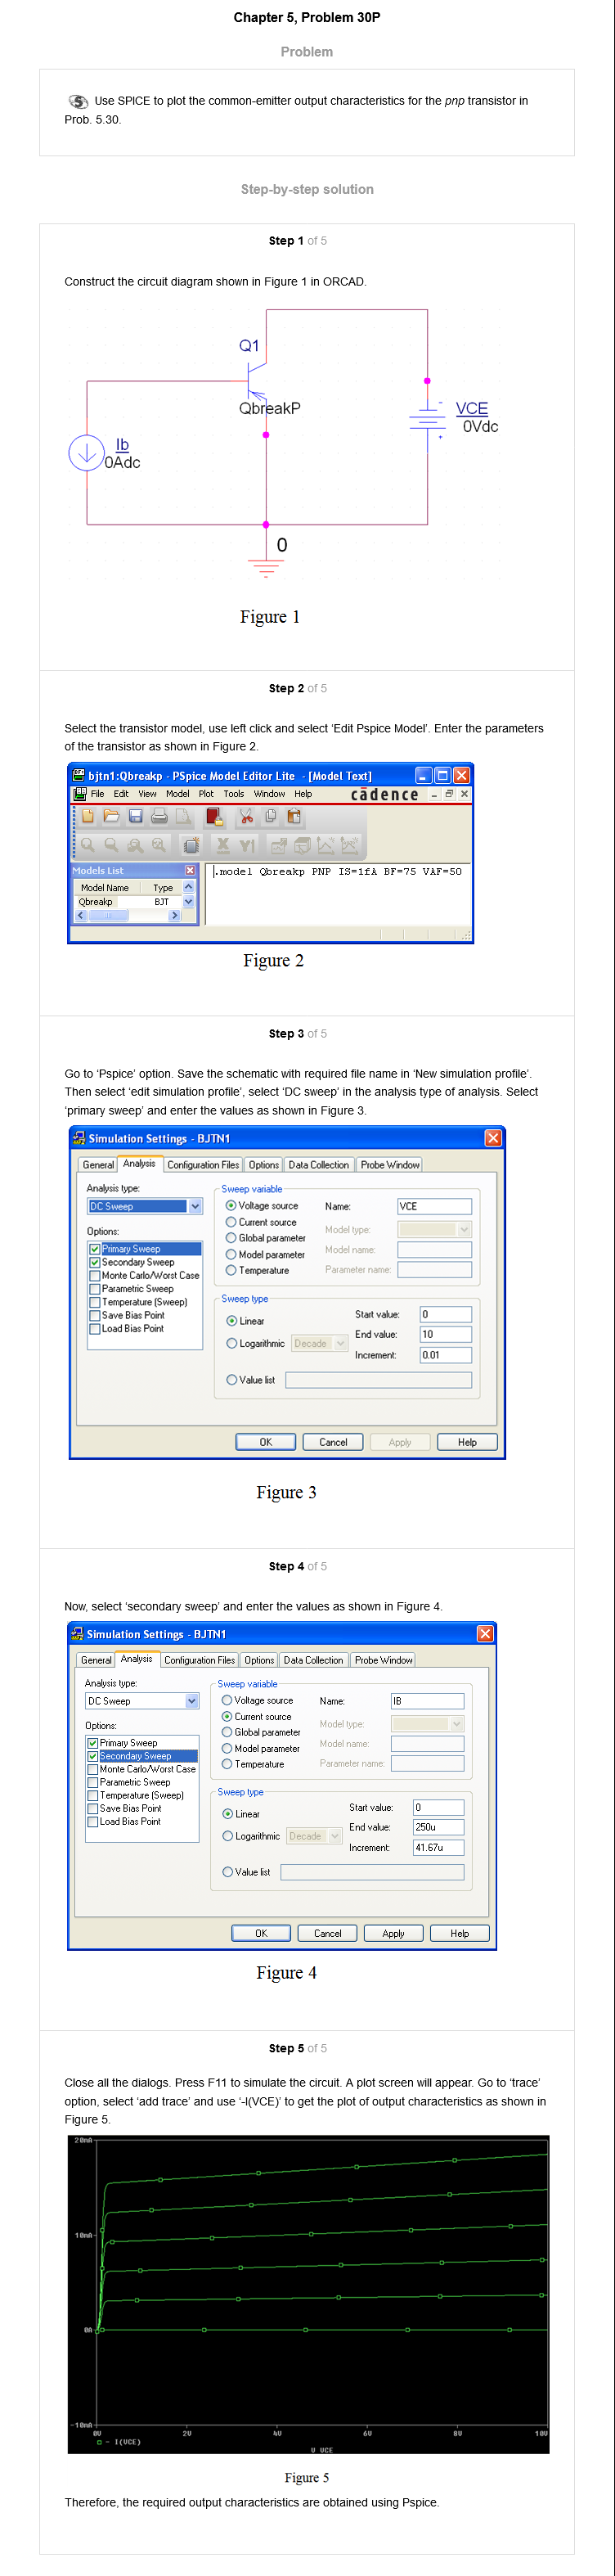 Chapter 5, Problem 30P
Problem
S Use SPICE to plot the common-emitter output characteristics for the pnp transistor in
Prob. 5.30.
Step-by-step solution
Step 1 of 5
Construct the circuit diagram shown in Figure 1 in ORCAD.
Q1
QbreakP
Ib
0Adc
-
VCE
0Vdc
+
0
Figure 1
Step 2 of 5
Select the transistor model, use left click and select 'Edit Pspice Model'. Enter the parameters
of the transistor as shown in Figure 2.
bjtn1:Qbreakp - PSpice Model Editor Lite - [Model Text]
File Edit View Model Plot Tools Window Help cādence
Models List
Model Name Type
Qbreakp BJT
.model Qbreakp PNP IS=1fA BF=75 VAF=50
Figure 2
Step 3 of 5
Go to 'Pspice' option. Save the schematic with required file name in 'New simulation profile'.
Then select 'edit simulation profile', select 'DC sweep' in the analysis type of analysis. Select
'primary sweep' and enter the values as shown in Figure 3.
Simulation Settings - BJTN1
General Analysis Configuration Files Options Data Collection Probe Window
Analysis type:
DC Sweep
Options:
Primary Sweep
Secondary Sweep
Monte Carlo/Worst Case
Parametric Sweep
Temperature (Sweep)
Save Bias Point
Load Bias Point
Sweep variable
Voltage source Name: VCE
Current source
Global parameter Model type:
Model parameter Model name:
Temperature Parameter name:
Sweep type
Linear
Logarithmic Decade
Start value: 0
End value: 10
Increment: 0.01
Value list
OK Cancel Apply Help
Figure 3
Step 4 of 5
Now, select 'secondary sweep' and enter the values as shown in Figure 4.
Simulation Settings - BJTN1
General Analysis Configuration Files Options Data Collection Probe Window
Analysis type:
DC Sweep
Options:
Primary Sweep
Secondary Sweep
Monte Carlo/Worst Case
Parametric Sweep
Temperature (Sweep)
Save Bias Point
Load Bias Point
Sweep variable
Voltage source Name: IB
Current source
Global parameter Model type:
Model parameter Model name:
Temperature Parameter name:
Sweep type
Linear
Logarithmic Decade
Start value: 0
End value: 250u
Increment: 41.67u
Value list
OK Cancel Apply Help
Figure 4
Step 5 of 5
Close all the dialogs. Press F11 to simulate the circuit. A plot screen will appear. Go to 'trace'
option, select 'add trace' and use '-I(VCE)' to get the plot of output characteristics as shown in
Figure 5.
20mA
10mA
0A
-10mA
0V 2V 4V 6V 8V 10V
- I(VCE)
V_VCE
Figure 5
Therefore, the required output characteristics are obtained using Pspice.